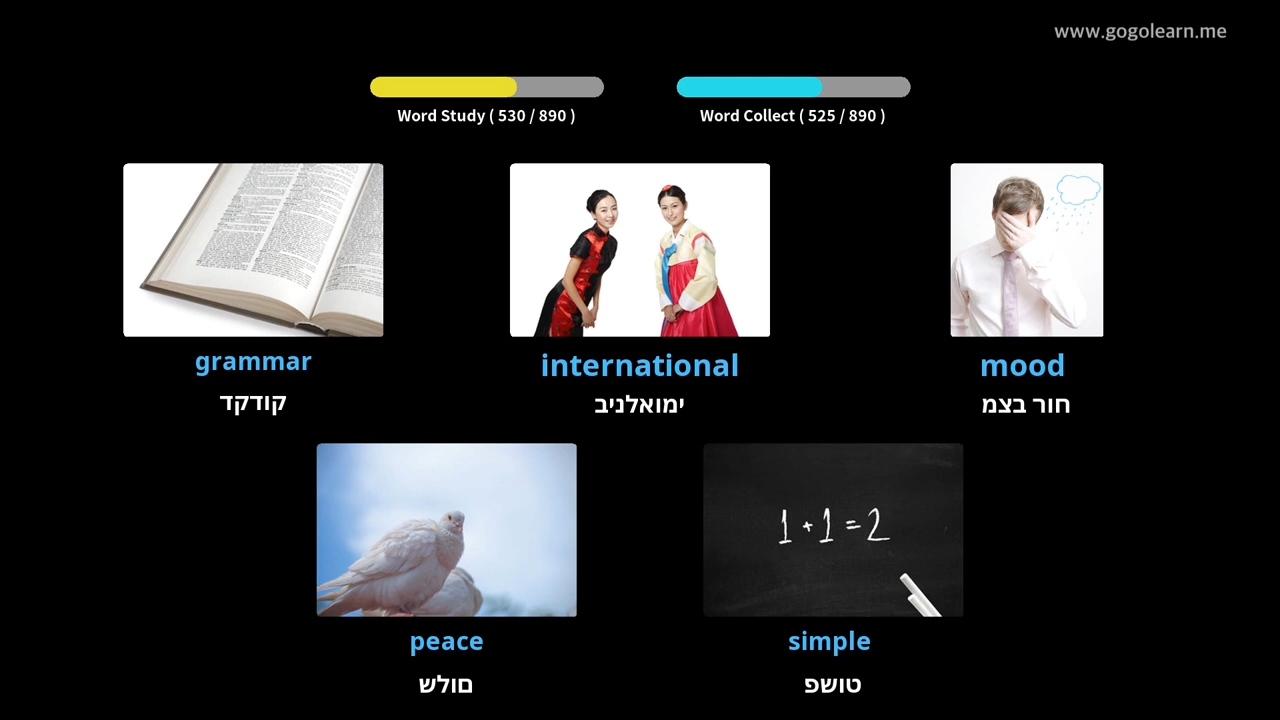 www.gogolearn.me
Word Study ( 530 / 890 )
Word Collect ( 525 / 890 )
grammar
קודקד
international
ימואלניב
mood
חור בצמ
peace
םולש
1 + 1 = 2
simple
טושפ